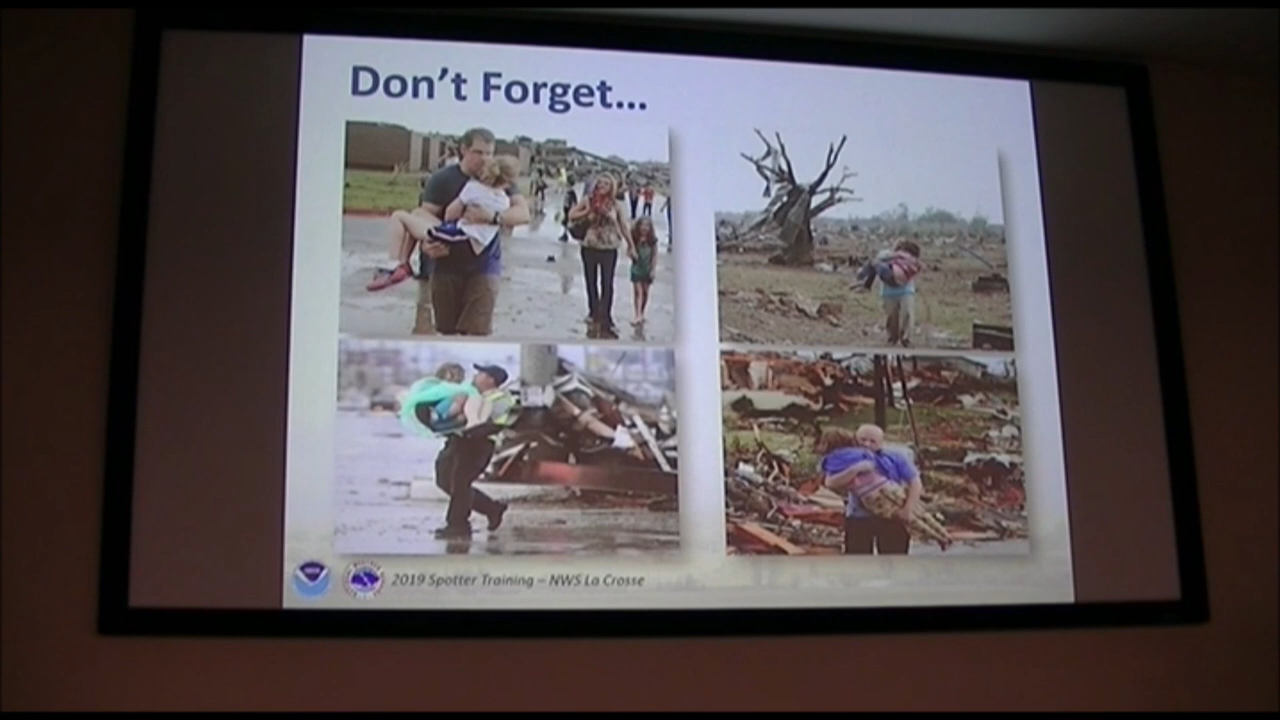 Don't Forget...
2019 Spotter Training – NWS La Crosse